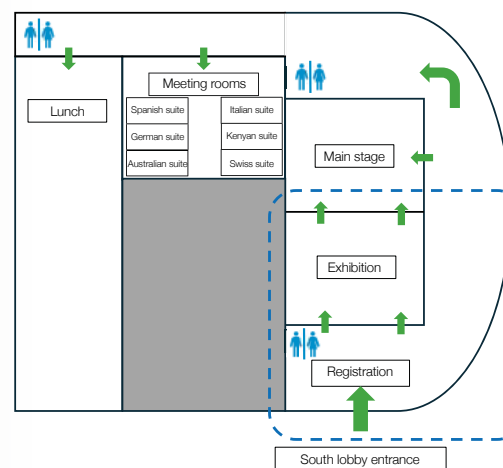 Meeting rooms
Lunch
Spanish suite
Italian suite
German suite
Kenyan suite
Australian suite
Swiss suite
Main stage
Exhibition
Registration
South lobby entrance